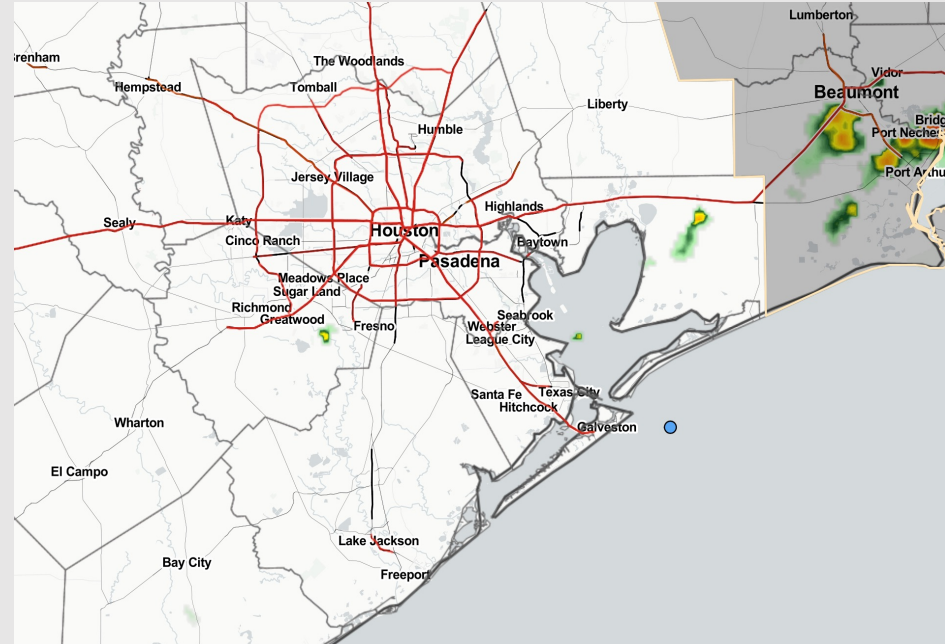 Lumberton
Brenham
The Woodlands
Vidor
Hempstead
Tomball
Beaumont
Liberty
Bridg
Humble
Port Neches
Port Arthu
Jersey Village
Highlands
Sealy
Katy
Houston
Cinco Ranch
Baytown
Pasadena
Meadows Place
Sugar Land
Richmond
Greatwood
Seabrook
Fresno
Webster
League City
Santa Fe
Texas City
Hitchcock
Wharton
Galveston
El Campo
Lake Jackson
Bay City
Freeport